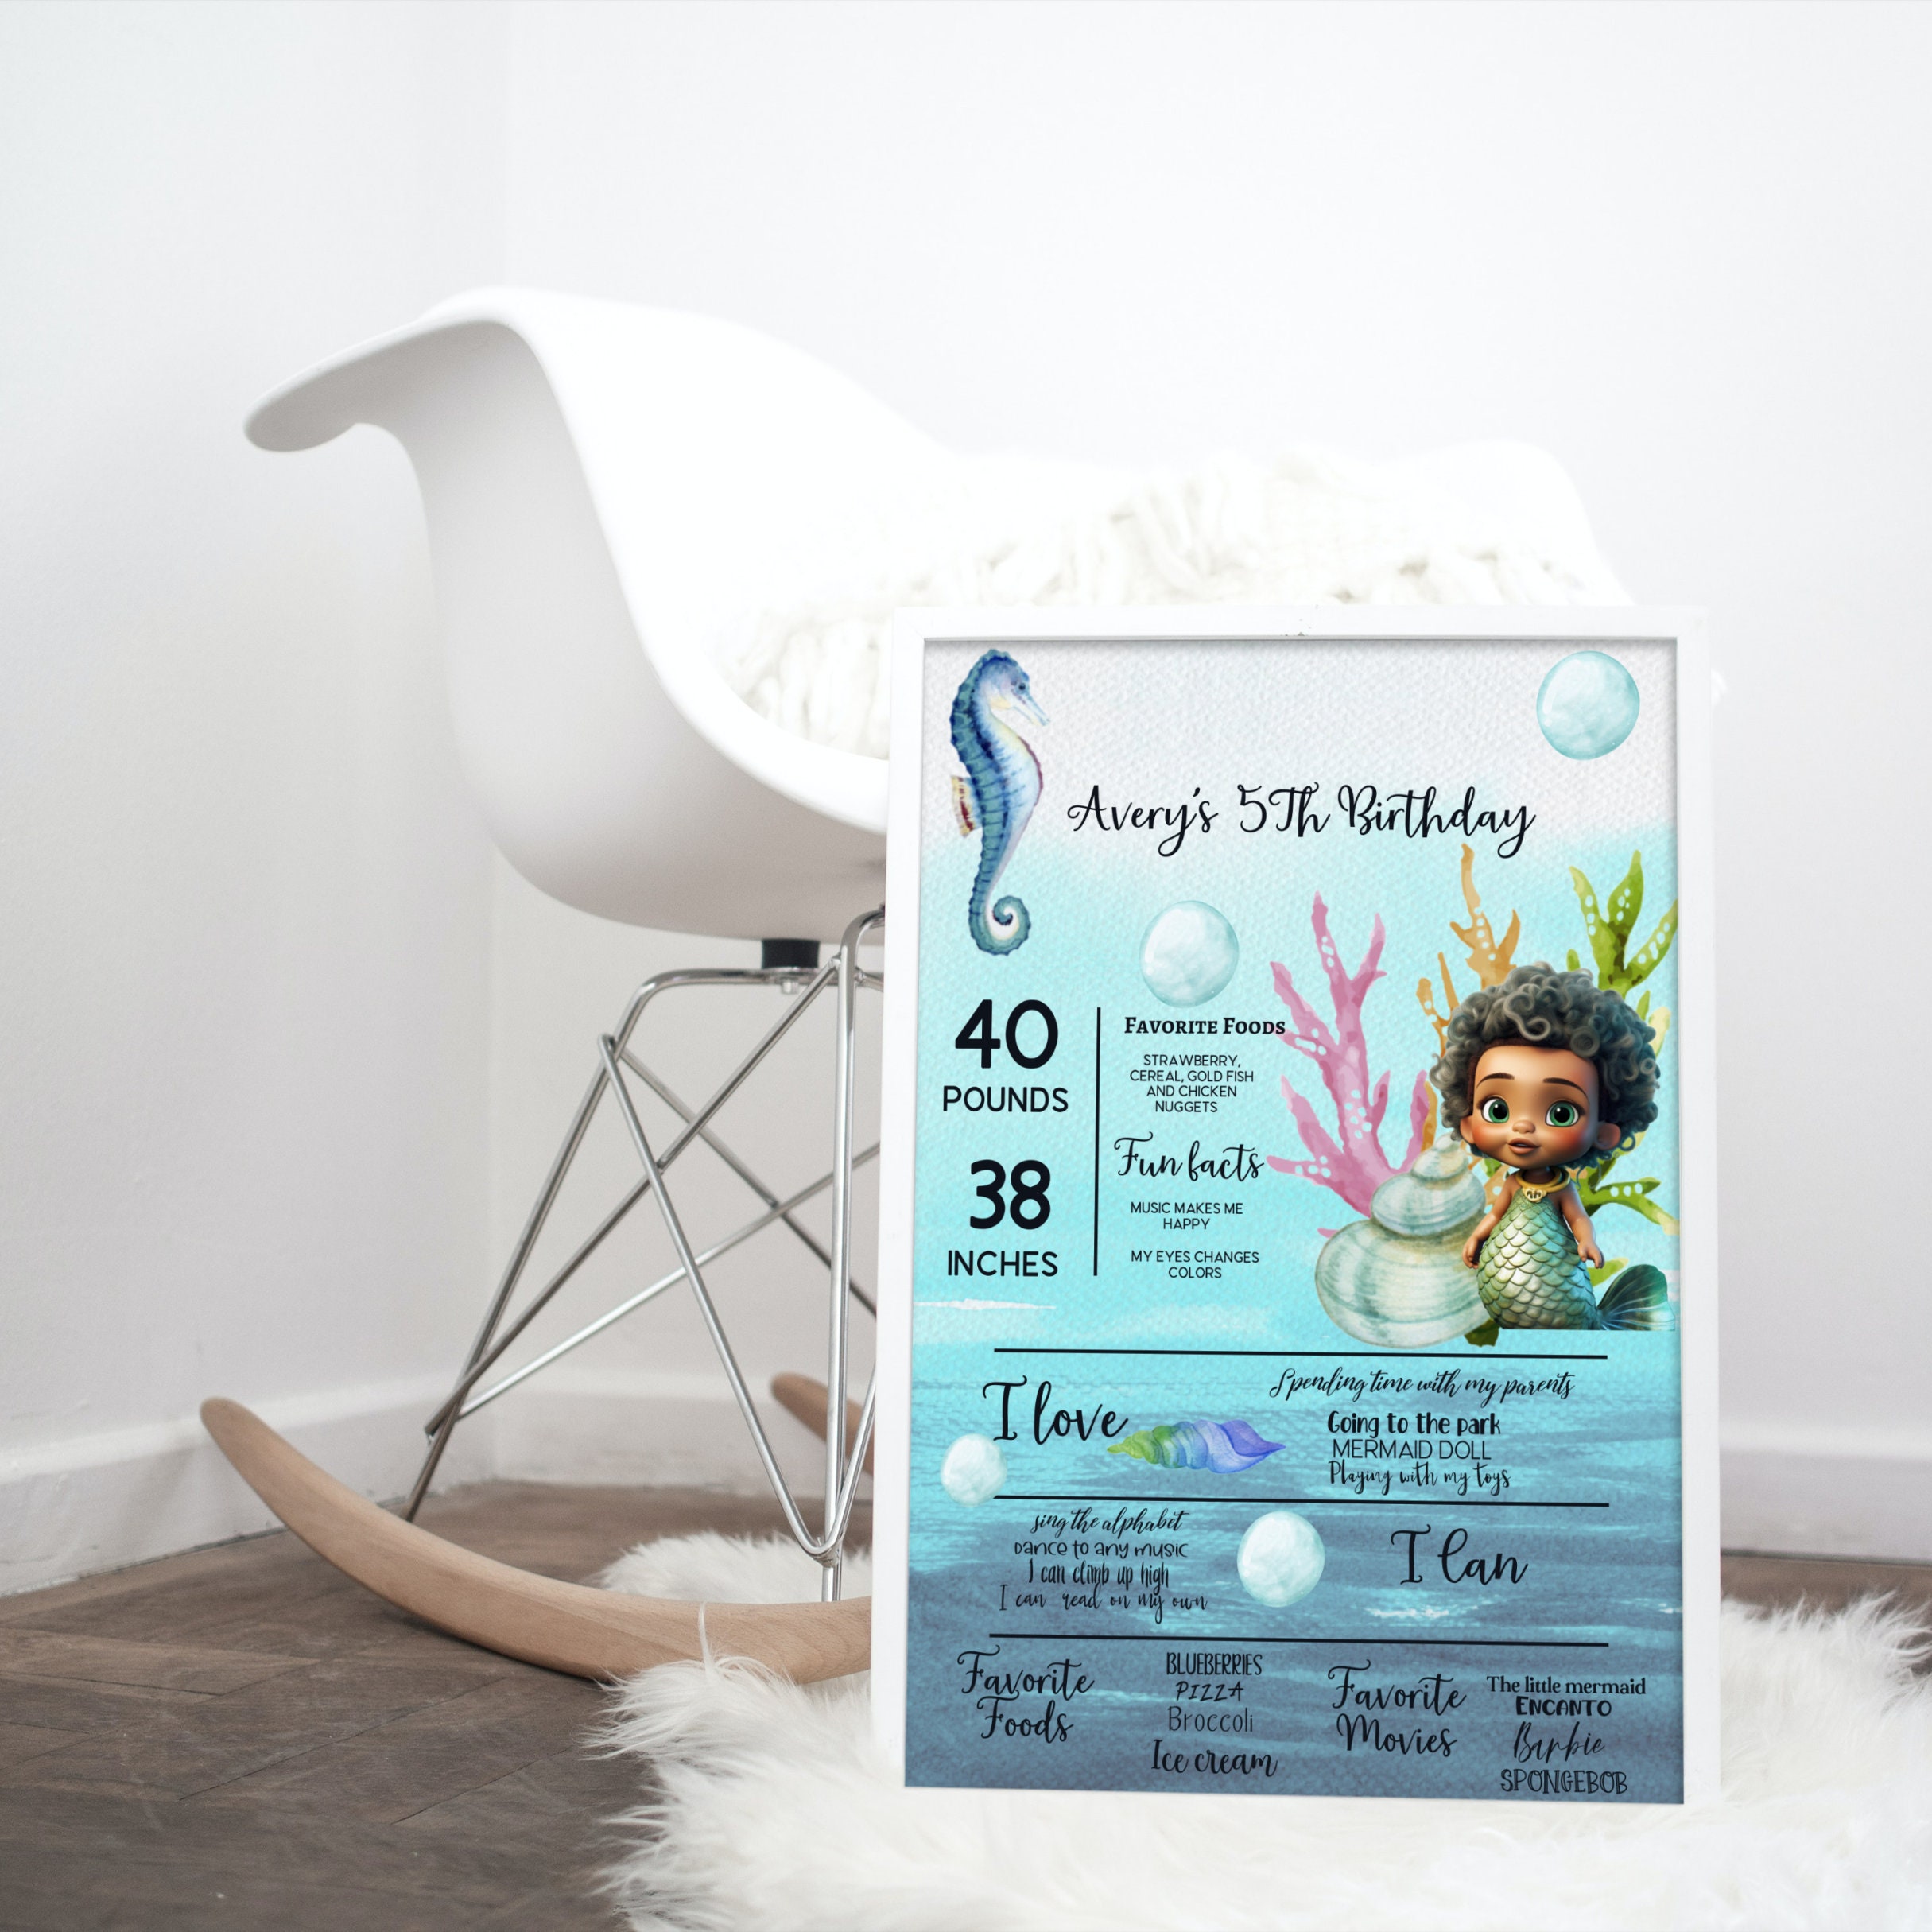 Avery's 5Th Birthday
40
POUNDS
38
INCHES
FAVORITE FOODS
STRAWBERRY,
CEREAL, GOLD FISH
AND CHICKEN
NUGGETS
Fun facts
MUSIC MAKES ME
HAPPY
MY EYES CHANGES
COLORS
I love
Spending time with my parents
Going to the park
MERMAID DOLL
Playing with my toys
sing the alphabet
Dance to any music
I can climb up high
I can read on my own
I Can
Favorite
Foods
BLUEBERRIES
PIZZA
Broccoli
Ice cream
Favorite
Movies
The little mermaid
ENCANTO
Barbie
SPONGEBOB